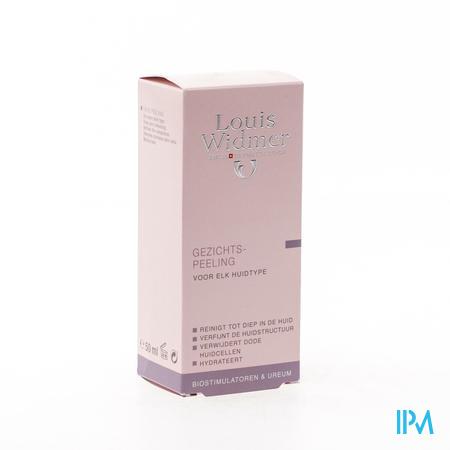 Louis
Widmer
GEZICHTS-
PEELING
VOOR ELK HUIDTYPE
REINIGT TOT DIEP IN DE HUID
VERFIJNT DE HUIDSTRUCTUUR
VERWIJDERT DODE
HUIDCELLEN
HYDRATEERT
BIOSTIMULATOREN & UREUM
e 50 ml
IPM